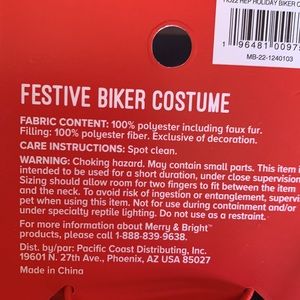 11022 HEP HOLIDAY BIKER C
1 96481 00975
MB-22-1240103
FESTIVE BIKER COSTUME
FABRIC CONTENT: 100% polyester including faux fur.
Filling: 100% polyester fiber. Exclusive of decoration.
CARE INSTRUCTIONS: Spot clean.
WARNING: Choking hazard. May contain small parts. This item i
intended to be used for a short duration, under close supervision
Sizing should allow room for two fingers to fit between the item
and the neck. To avoid risk of ingestion or entanglement, supervi
pet when using this item. Not for use during containment and/or
under specialty reptile lighting. Do not use as a restraint.
For more information about Merry & Bright™
products, please call 1-888-839-9638.
Dist. by/par: Pacific Coast Distributing, Inc.
19601 N. 27th Ave., Phoenix, AZ USA 85027
Made in China